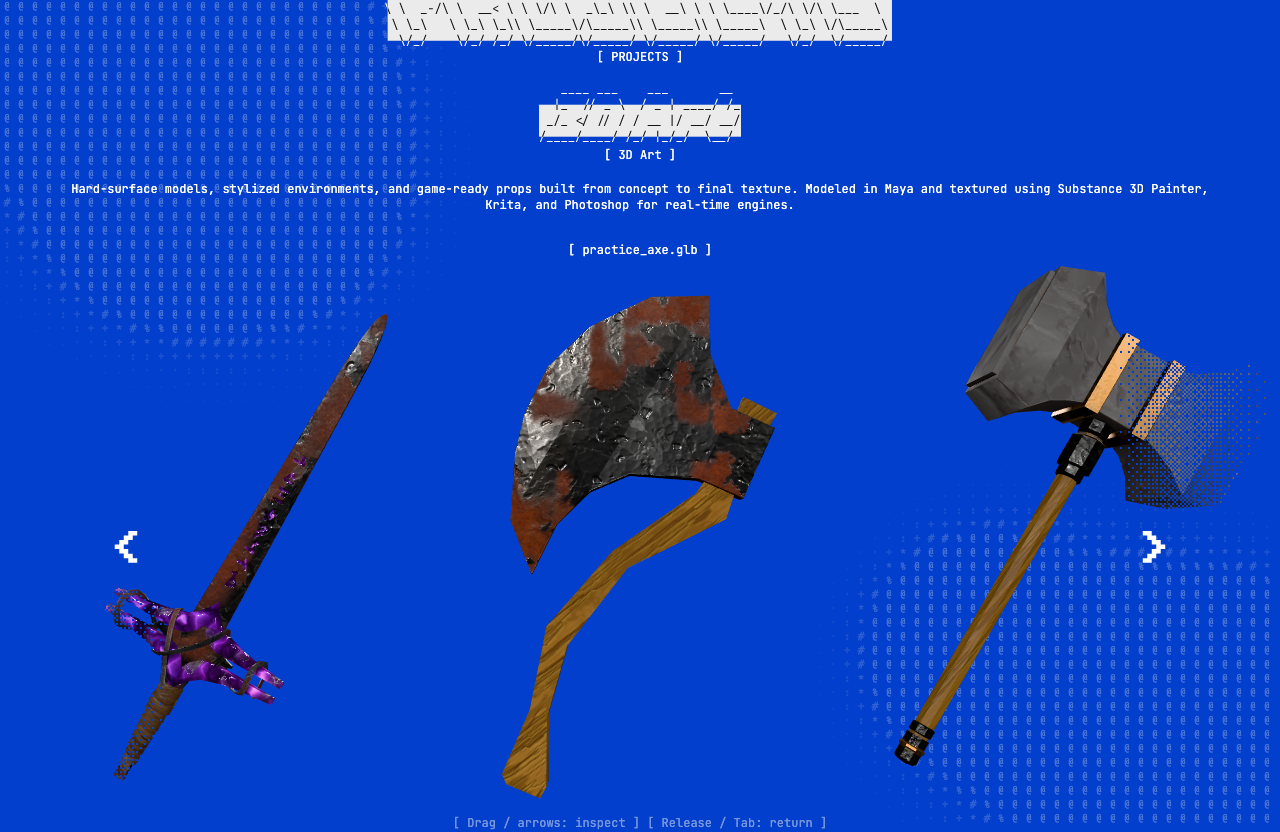 [ PROJECTS ]
[ 3D Art ]
Hard-surface models, stylized environments, and game-ready props built from concept to final texture. Modeled in Maya and textured using Substance 3D Painter,
Krita, and Photoshop for real-time engines.
[ practice_axe.glb ]
[ Drag / arrows: inspect ] [ Release / Tab: return ]